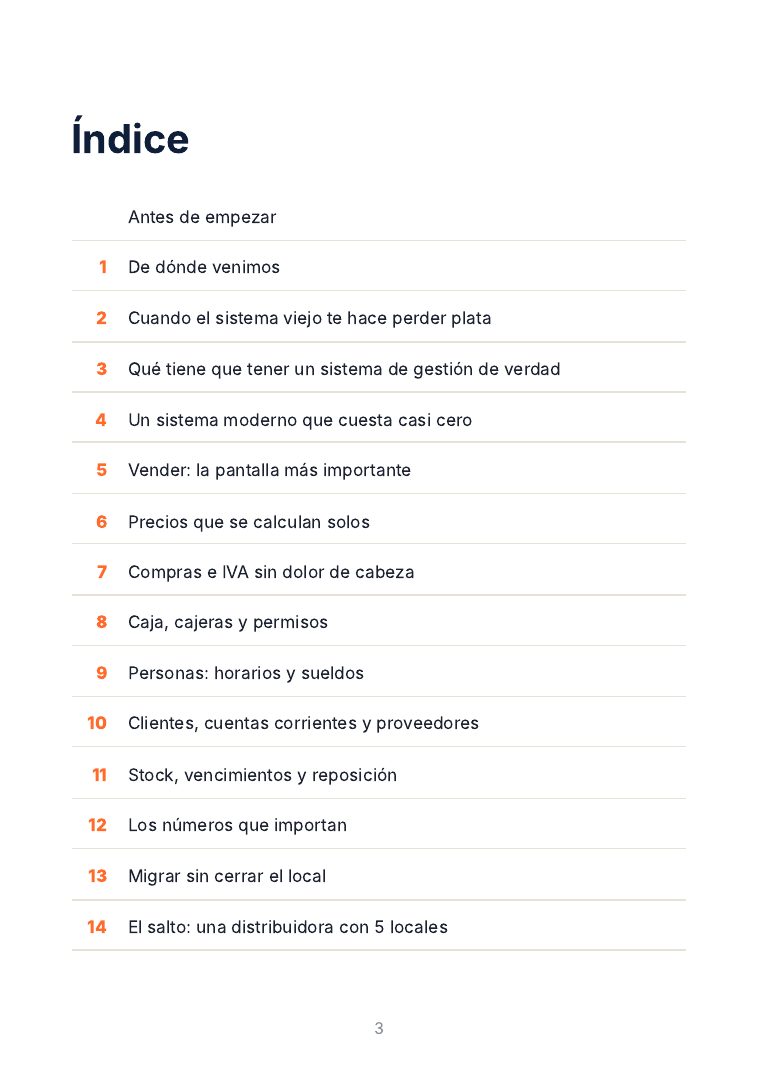 Índice
Antes de empezar
1 De dónde venimos
2 Cuando el sistema viejo te hace perder plata
3 Qué tiene que tener un sistema de gestión de verdad
4 Un sistema moderno que cuesta casi cero
5 Vender: la pantalla más importante
6 Precios que se calculan solos
7 Compras e IVA sin dolor de cabeza
8 Caja, cajeras y permisos
9 Personas: horarios y sueldos
10 Clientes, cuentas corrientes y proveedores
11 Stock, vencimientos y reposición
12 Los números que importan
13 Migrar sin cerrar el local
14 El salto: una distribuidora con 5 locales
3